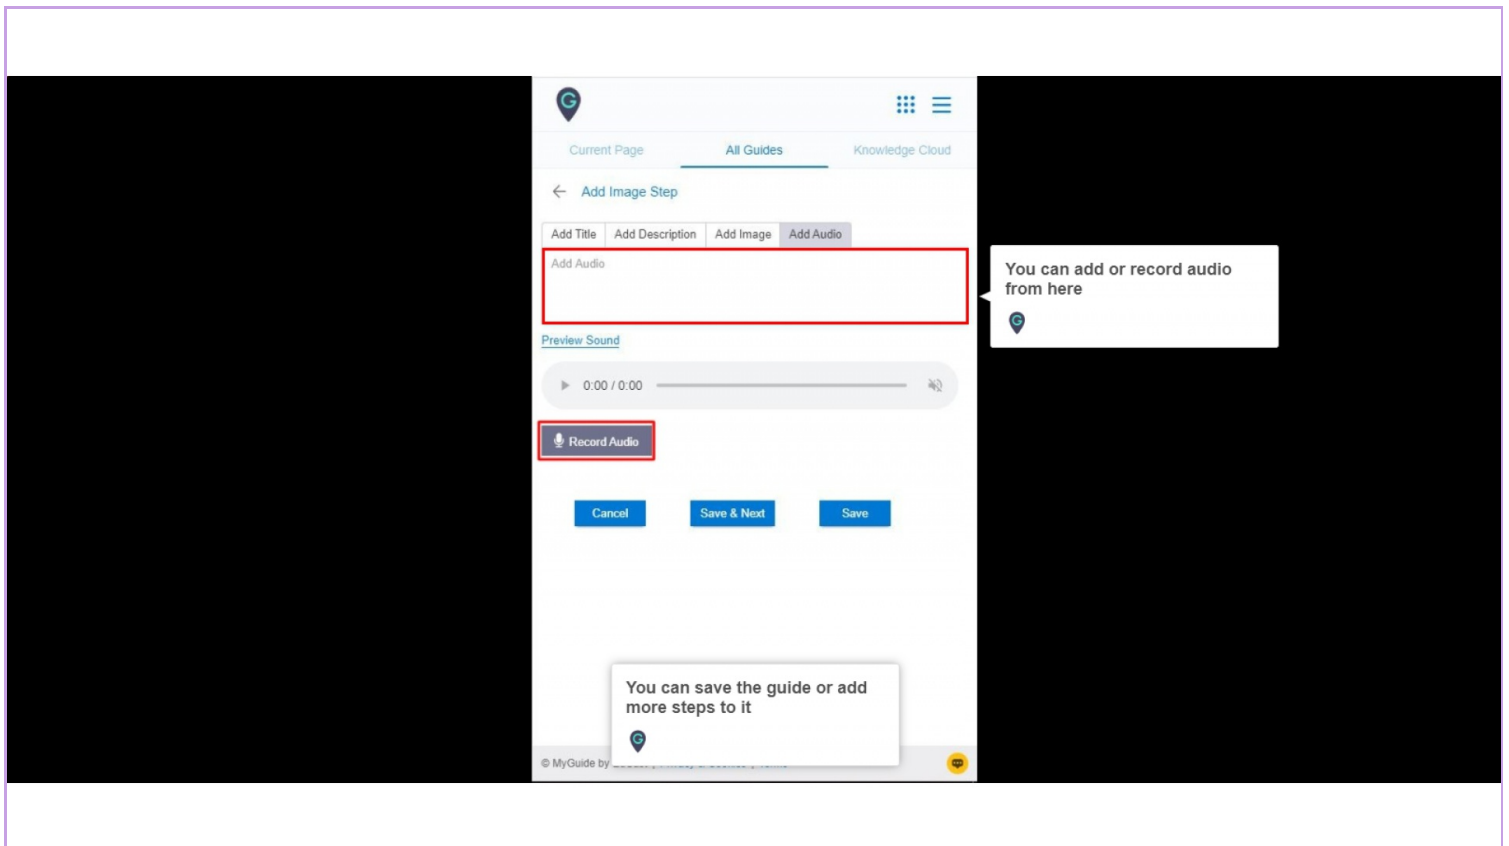 Current Page All Guides Knowledge Cloud
Add Image Step
Add Title Add Description Add Image Add Audio
Add Audio
You can add or record audio
from here
Preview Sound
0:00 / 0:00
Record Audio
Cancel Save & Next Save
You can save the guide or add
more steps to it
© MyGuide by